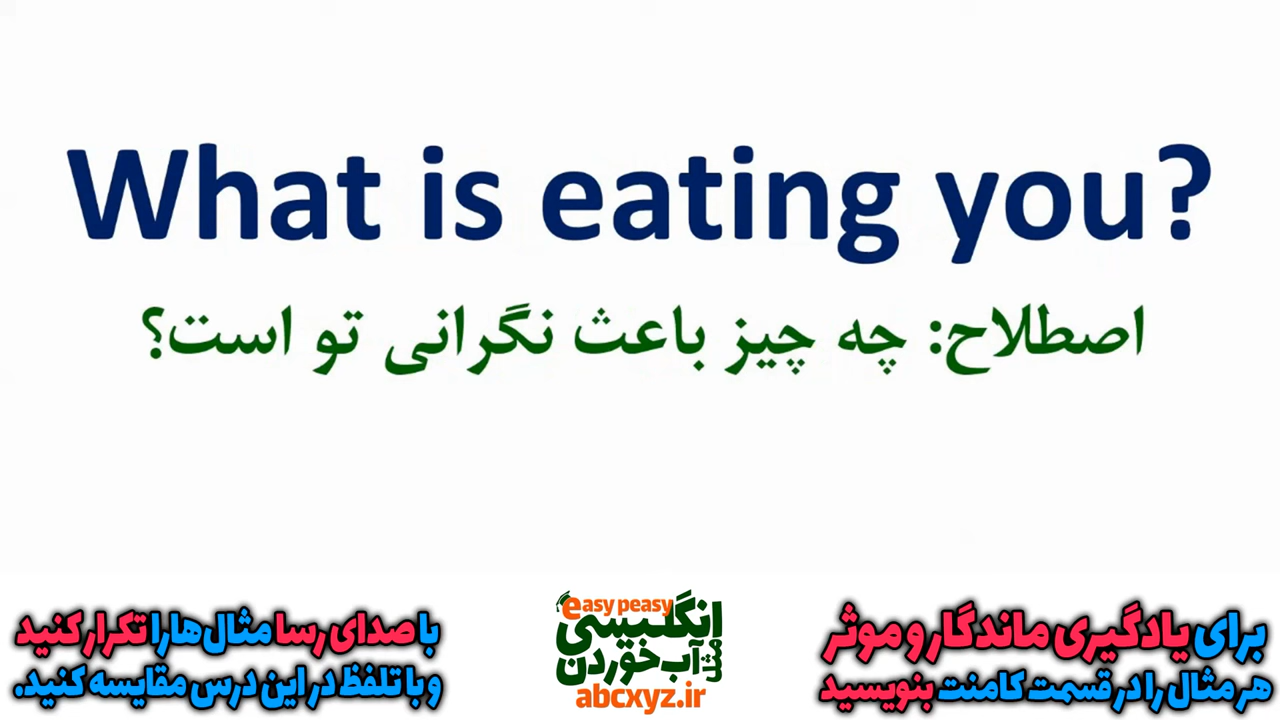 What is eating you?
اصطلاح: چه چیز باعث نگرانی تو است؟
برای یادگیری ماندگار و موثر
هر مثال را در قسمت کامنت بنویسید
easy peasy
انگلیسی
مثل آب خوردن
abcxyz.ir
با صدای رسا مثال‌ها را تکرار کنید
و با تلفظ در این درس مقایسه کنید.